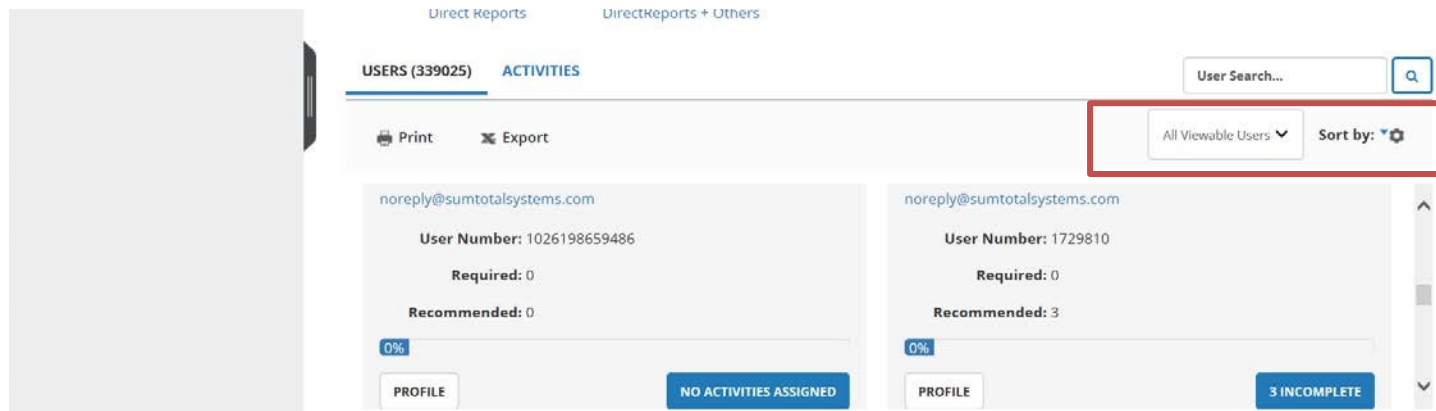 Direct Reports DirectReports + Others
USERS (339025) ACTIVITIES User Search...
Print Export All Viewable Users Sort by:
noreply@sumtotalsystems.com noreply@sumtotalsystems.com
User Number: 1026198659486 User Number: 1729810
Required: 0 Required: 0
Recommended: 0 Recommended: 3
0% 0%
PROFILE NO ACTIVITIES ASSIGNED PROFILE 3 INCOMPLETE